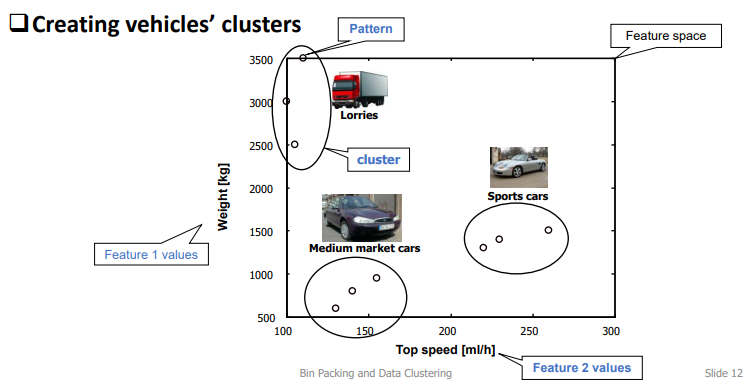 ❑Creating vehicles’ clusters
Pattern
Feature space
3500
3000
Lorries
2500
cluster
2000
Sports cars
Weight [kg]
1500
Medium market cars
Feature 1 values
1000
500
100 150 200 250 300
Top speed [ml/h]
Feature 2 values
Bin Packing and Data Clustering
Slide 12